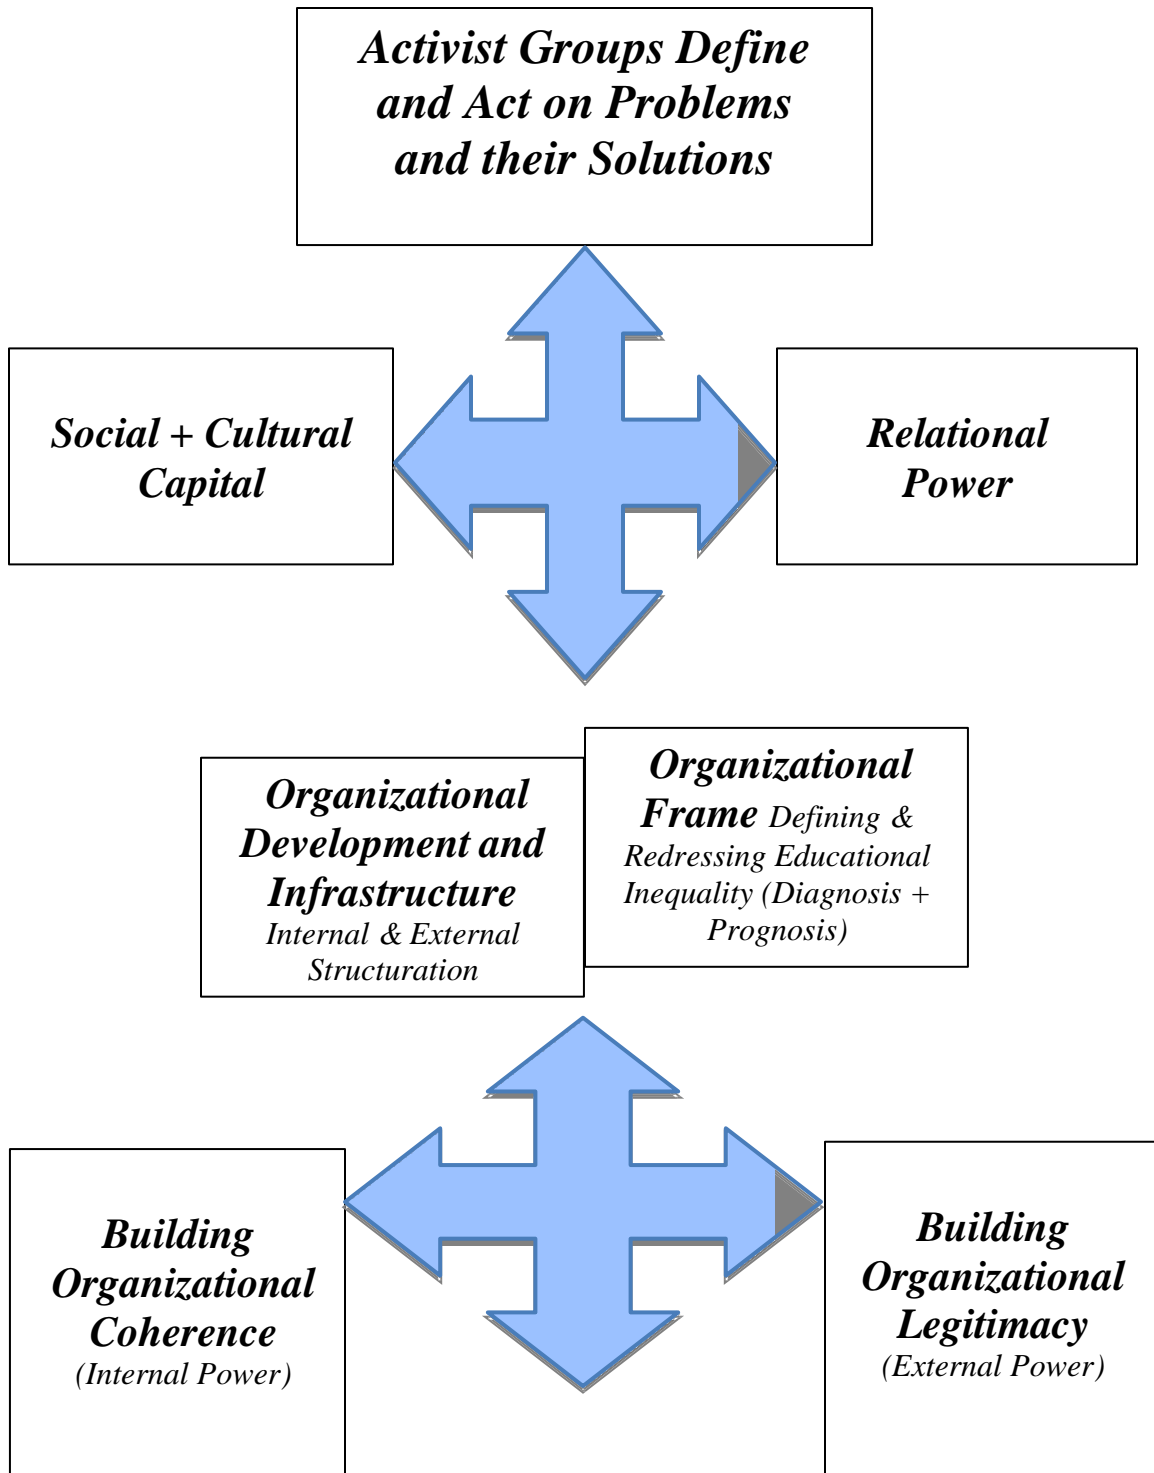 Activist Groups Define
and Act on Problems
and their Solutions
Social + Cultural
Capital
Relational
Power
Organizational
Development and
Infrastructure
Internal & External
Structuration
Organizational
Frame Defining &
Redressing Educational
Inequality (Diagnosis +
Prognosis)
Building
Organizational
Coherence
(Internal Power)
Building
Organizational
Legitimacy
(External Power)